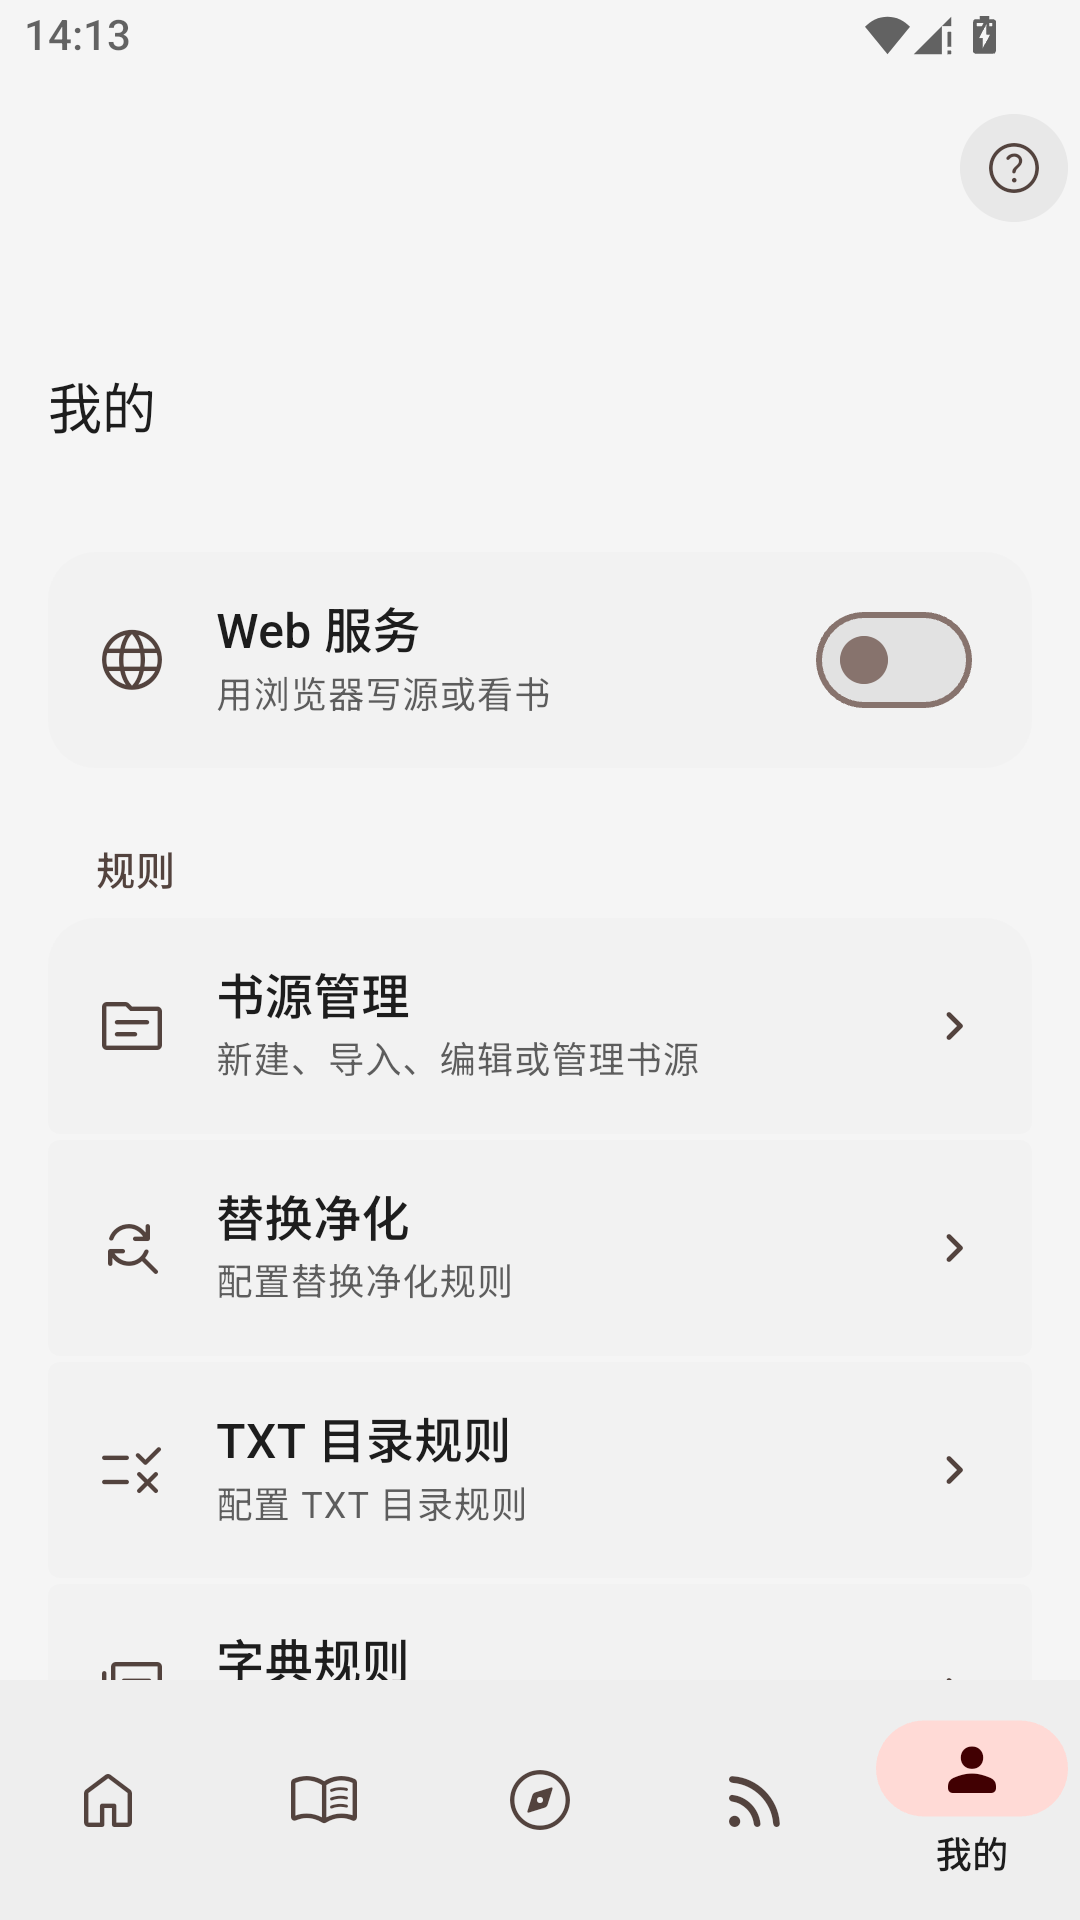 14:13
我的
Web 服务
用浏览器写源或看书
规则
书源管理
新建、导入、编辑或管理书源
替换净化
配置替换净化规则
TXT 目录规则
配置 TXT 目录规则
字典规则
我的